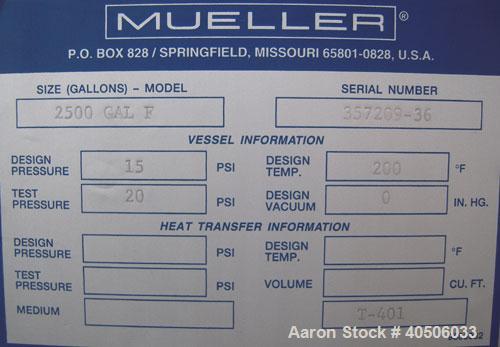 MUELLER®
P.O. BOX 828 / SPRINGFIELD, MISSOURI 65801-0828, U.S.A.
SIZE (GALLONS) – MODEL SERIAL NUMBER
2500 GAL F 357209-36
VESSEL INFORMATION
DESIGN PRESSURE 15 PSI DESIGN TEMP. 200 °F
TEST PRESSURE 20 PSI DESIGN VACUUM 0 IN. HG.
HEAT TRANSFER INFORMATION
DESIGN PRESSURE PSI DESIGN TEMP. °F
TEST PRESSURE PSI VOLUME CU. FT.
MEDIUM T-401
Aaron Stock # 40506033